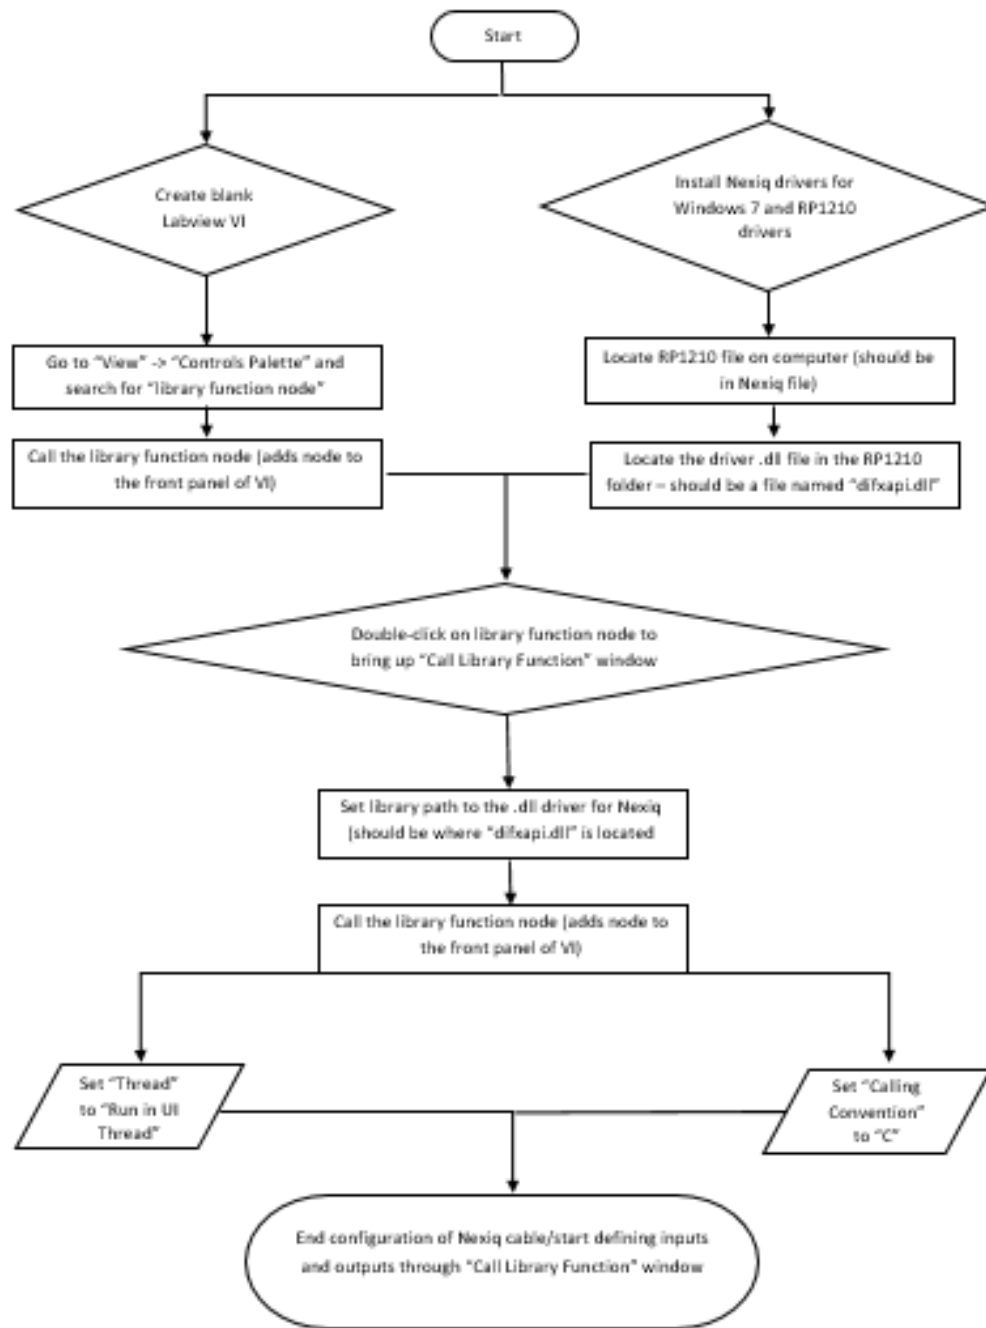 Start
Create blank
Labview VI
Install Nexiq drivers for
Windows 7 and RP1210
drivers
Go to "View" -> "Controls Palette" and
search for "library function node"
Locate RP1210 file on computer (should be
in Nexiq file)
Call the library function node (adds node to
the front panel of VI)
Locate the driver .dll file in the RP1210
folder – should be a file named "difxapi.dll"
Double-click on library function node to
bring up "Call Library Function" window
Set library path to the .dll driver for Nexiq
(should be where "difxapi.dll" is located
Call the library function node (adds node to
the front panel of VI)
Set "Thread"
to "Run in UI
Thread"
Set "Calling
Convention"
to "C"
End configuration of Nexiq cable/start defining inputs
and outputs through "Call Library Function" window